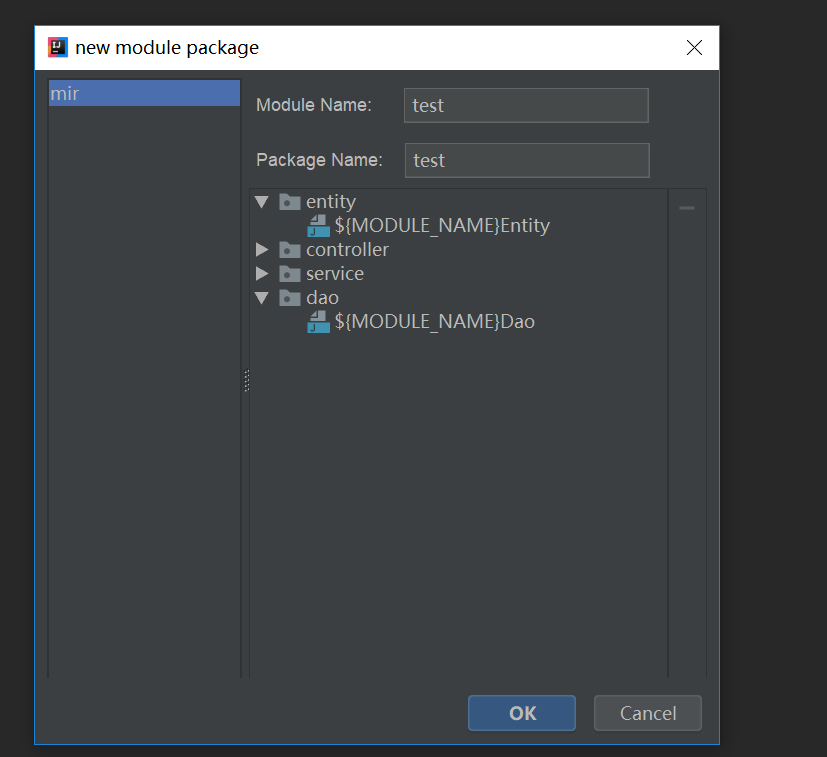 new module package
mir
Module Name: test
Package Name: test
entity
${MODULE_NAME}Entity
controller
service
dao
${MODULE_NAME}Dao
OK Cancel